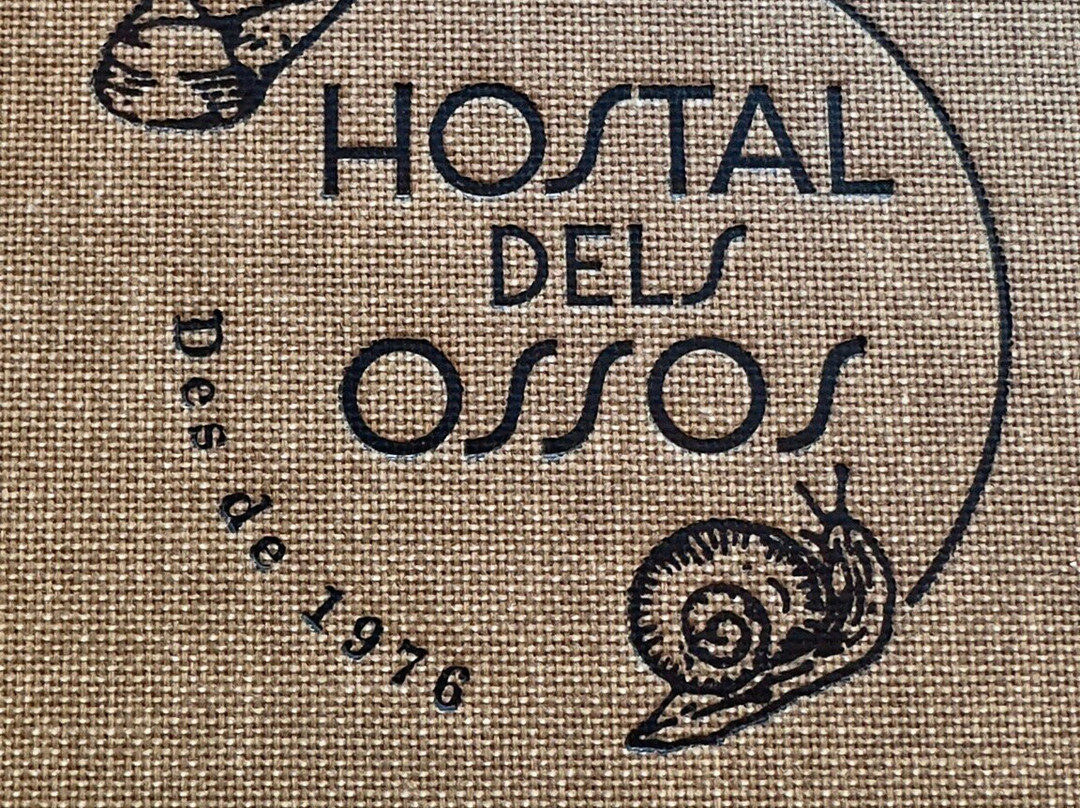 HOSTAL
DELS
OSSOS
Des de 1976